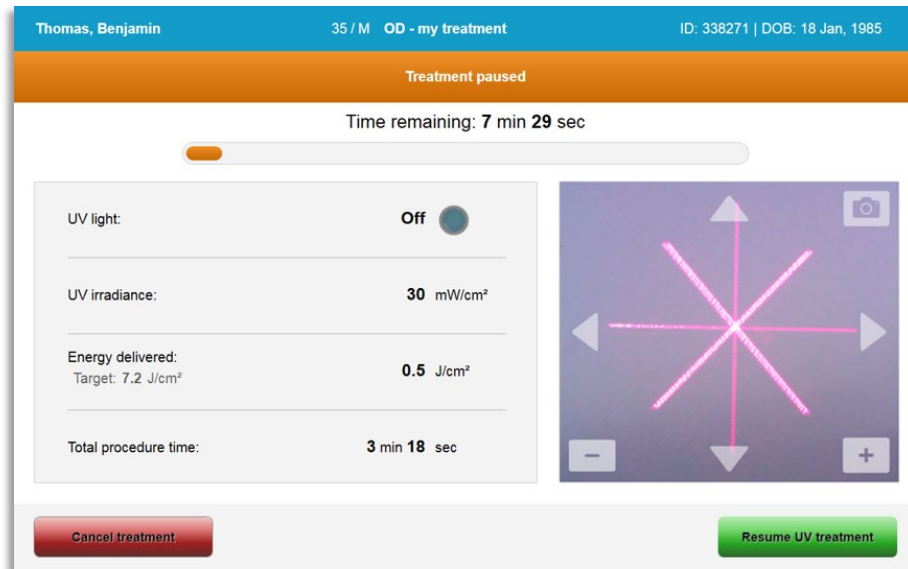 Thomas, Benjamin 35 / M OD - my treatment ID: 338271 | DOB: 18 Jan, 1985
Treatment paused
Time remaining: 7 min 29 sec
UV light: Off
UV irradiance: 30 mW/cm²
Energy delivered:
Target: 7.2 J/cm²
0.5 J/cm²
Total procedure time: 3 min 18 sec
Cancel treatment Resume UV treatment